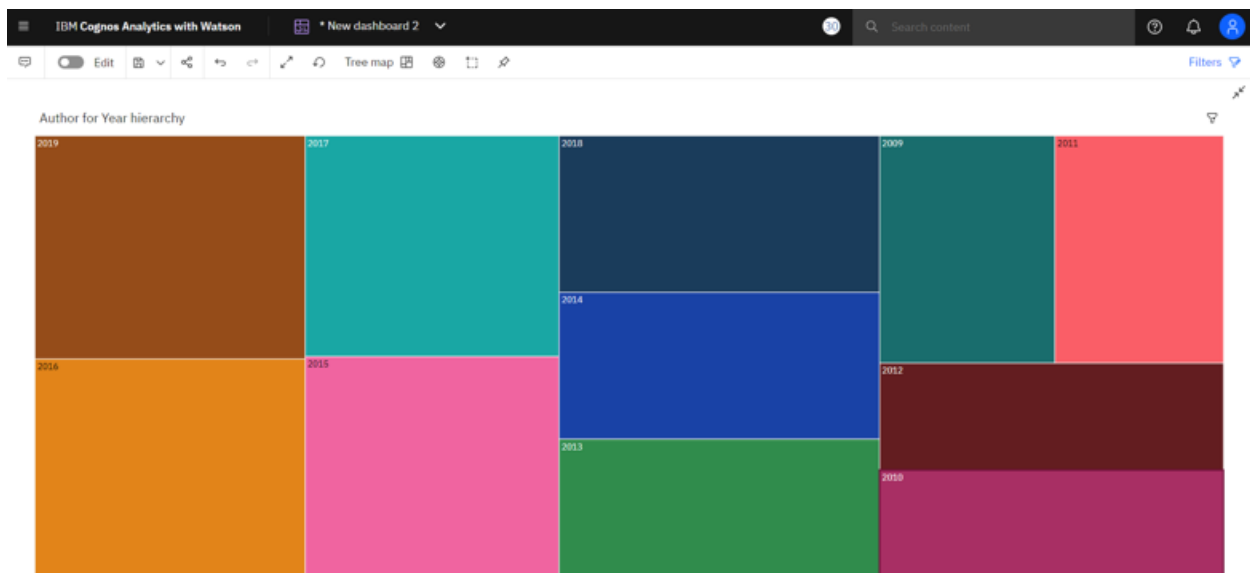 IBM Cognos Analytics with Watson
* New dashboard 2
30
Search content
Edit
Tree map
Filters
Author for Year hierarchy
2019
2017
2018
2009
2011
2014
2016
2015
2012
2013
2010